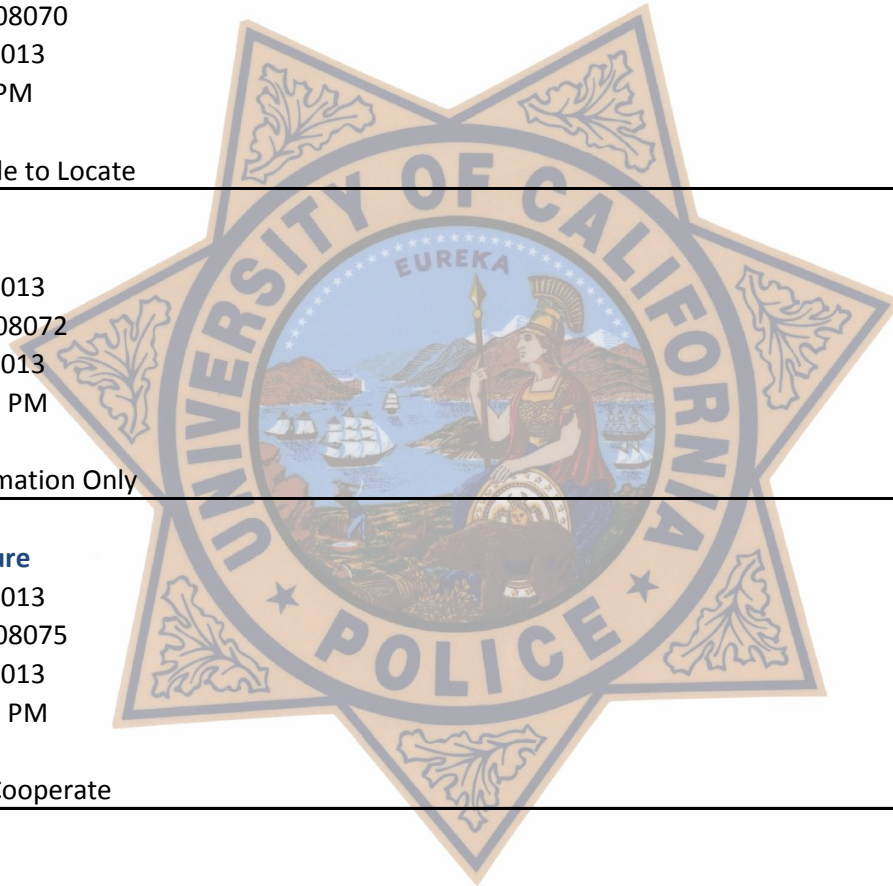 08070
013
PM
le to Locate
013
08072
013
PM
mation Only
ure
013
08075
013
PM
Cooperate
UNIVERSITY OF CALIFORNIA
EUREKA
★ POLICE ★